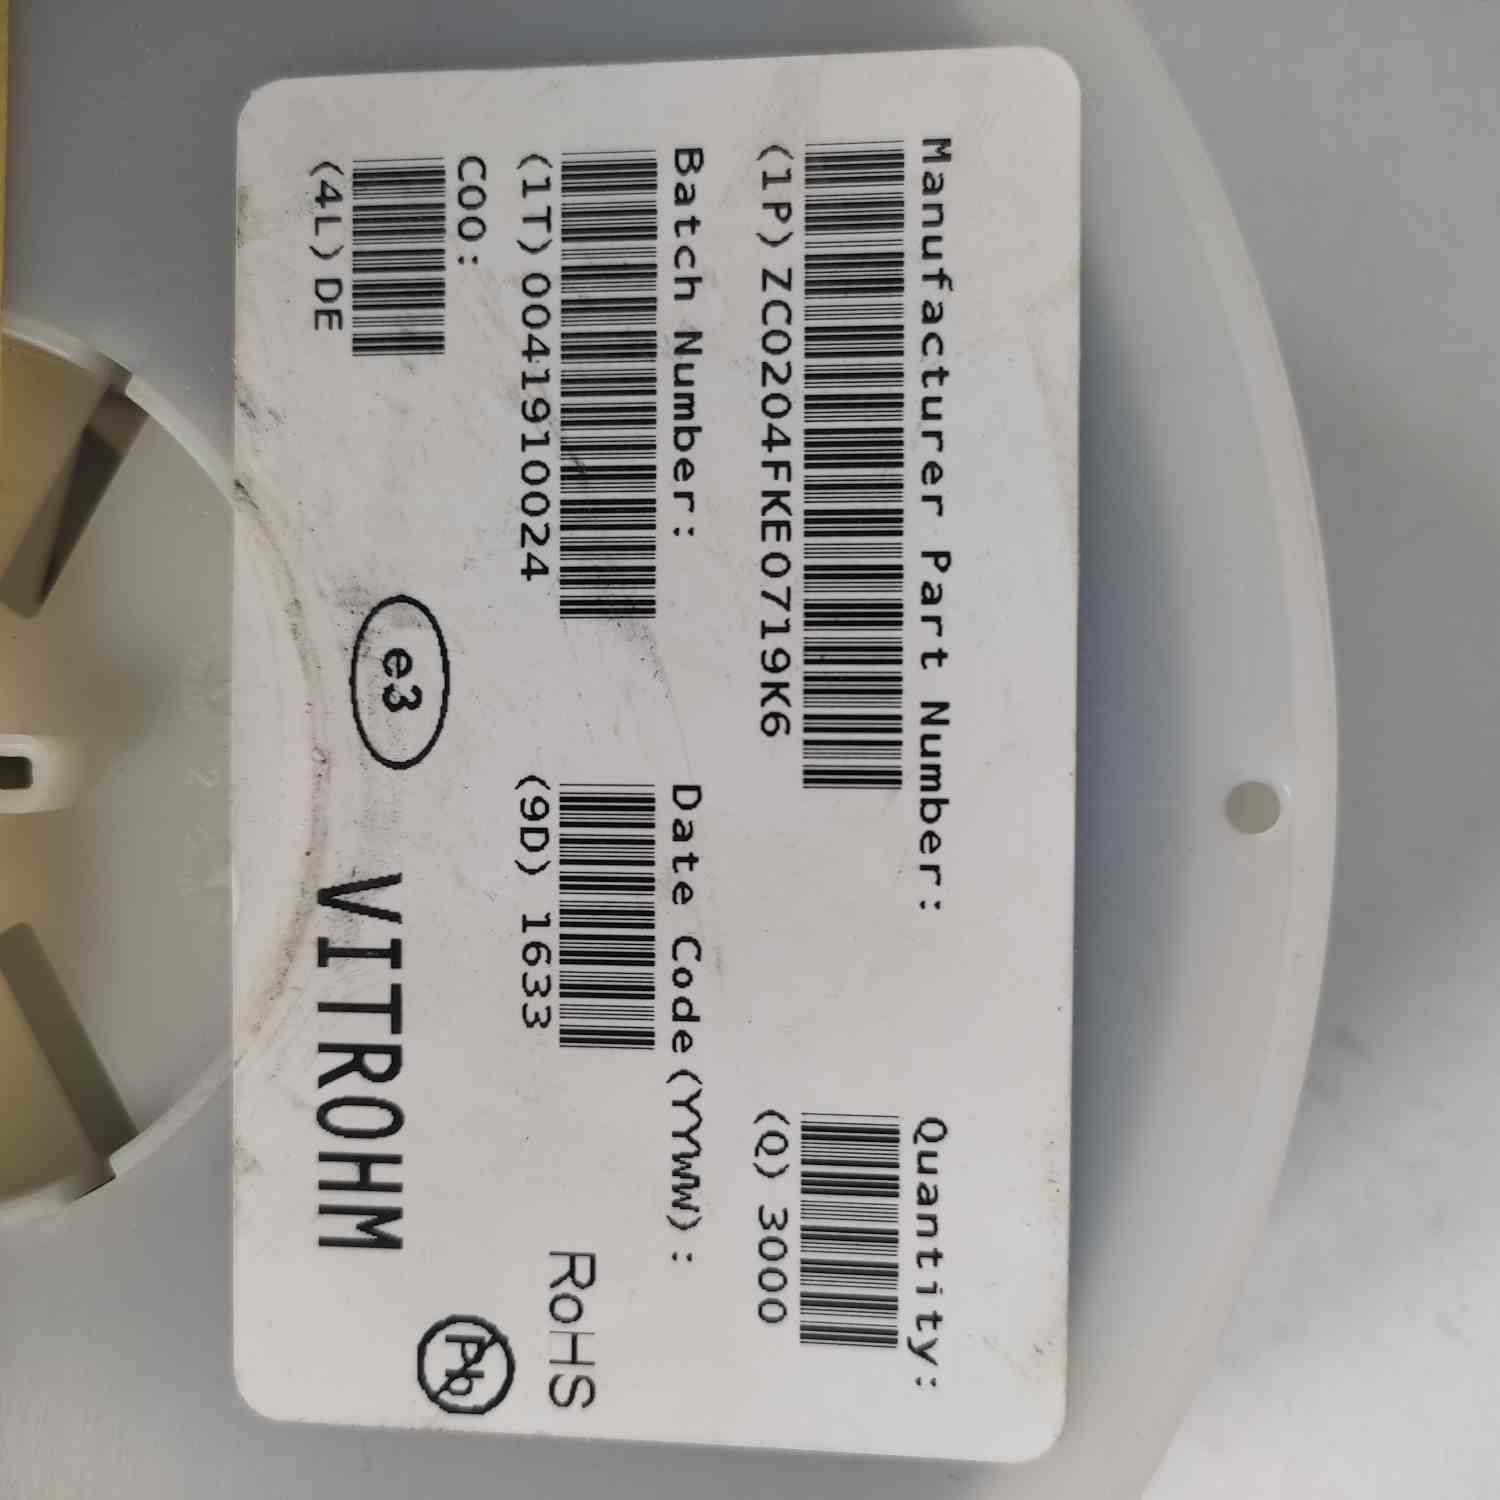 Manufacturer Part Number:
(1P) ZC0204FKE0719K6
Quantity:
(Q) 3000
Batch Number:
(1T) 0041910024
Date Code(YYWW):
(9D) 1633
RoHS
COO:
(4L) DE
e3
VITROHM
Pb